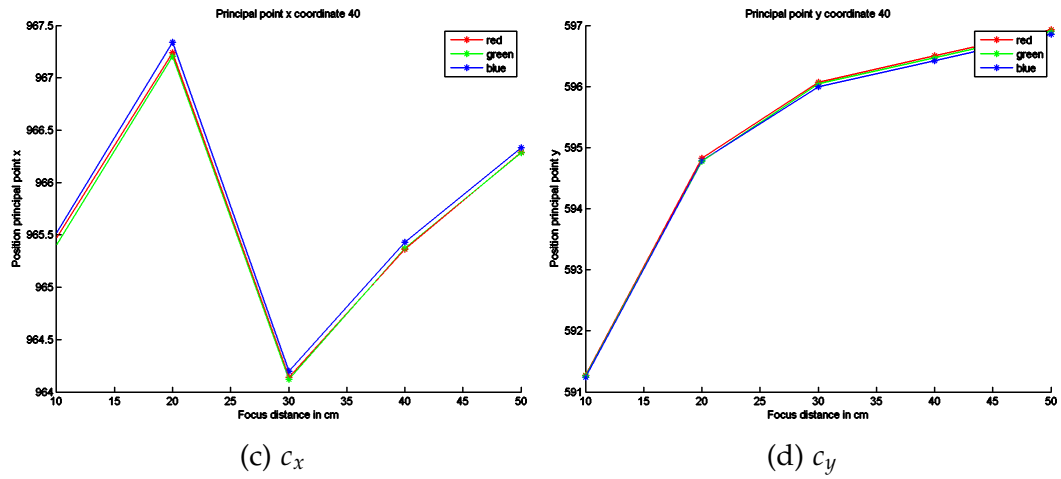 Principal point x coordinate 40
967.5
967
966.5
966
965.5
965
964.5
964
Position principal point x
10 15 20 25 30 35 40 45 50
Focus distance in cm
red
green
blue
(c) cx
Principal point y coordinate 40
597
596
595
594
593
592
591
Position principal point y
10 15 20 25 30 35 40 45 50
Focus distance in cm
red
green
blue
(d) cy